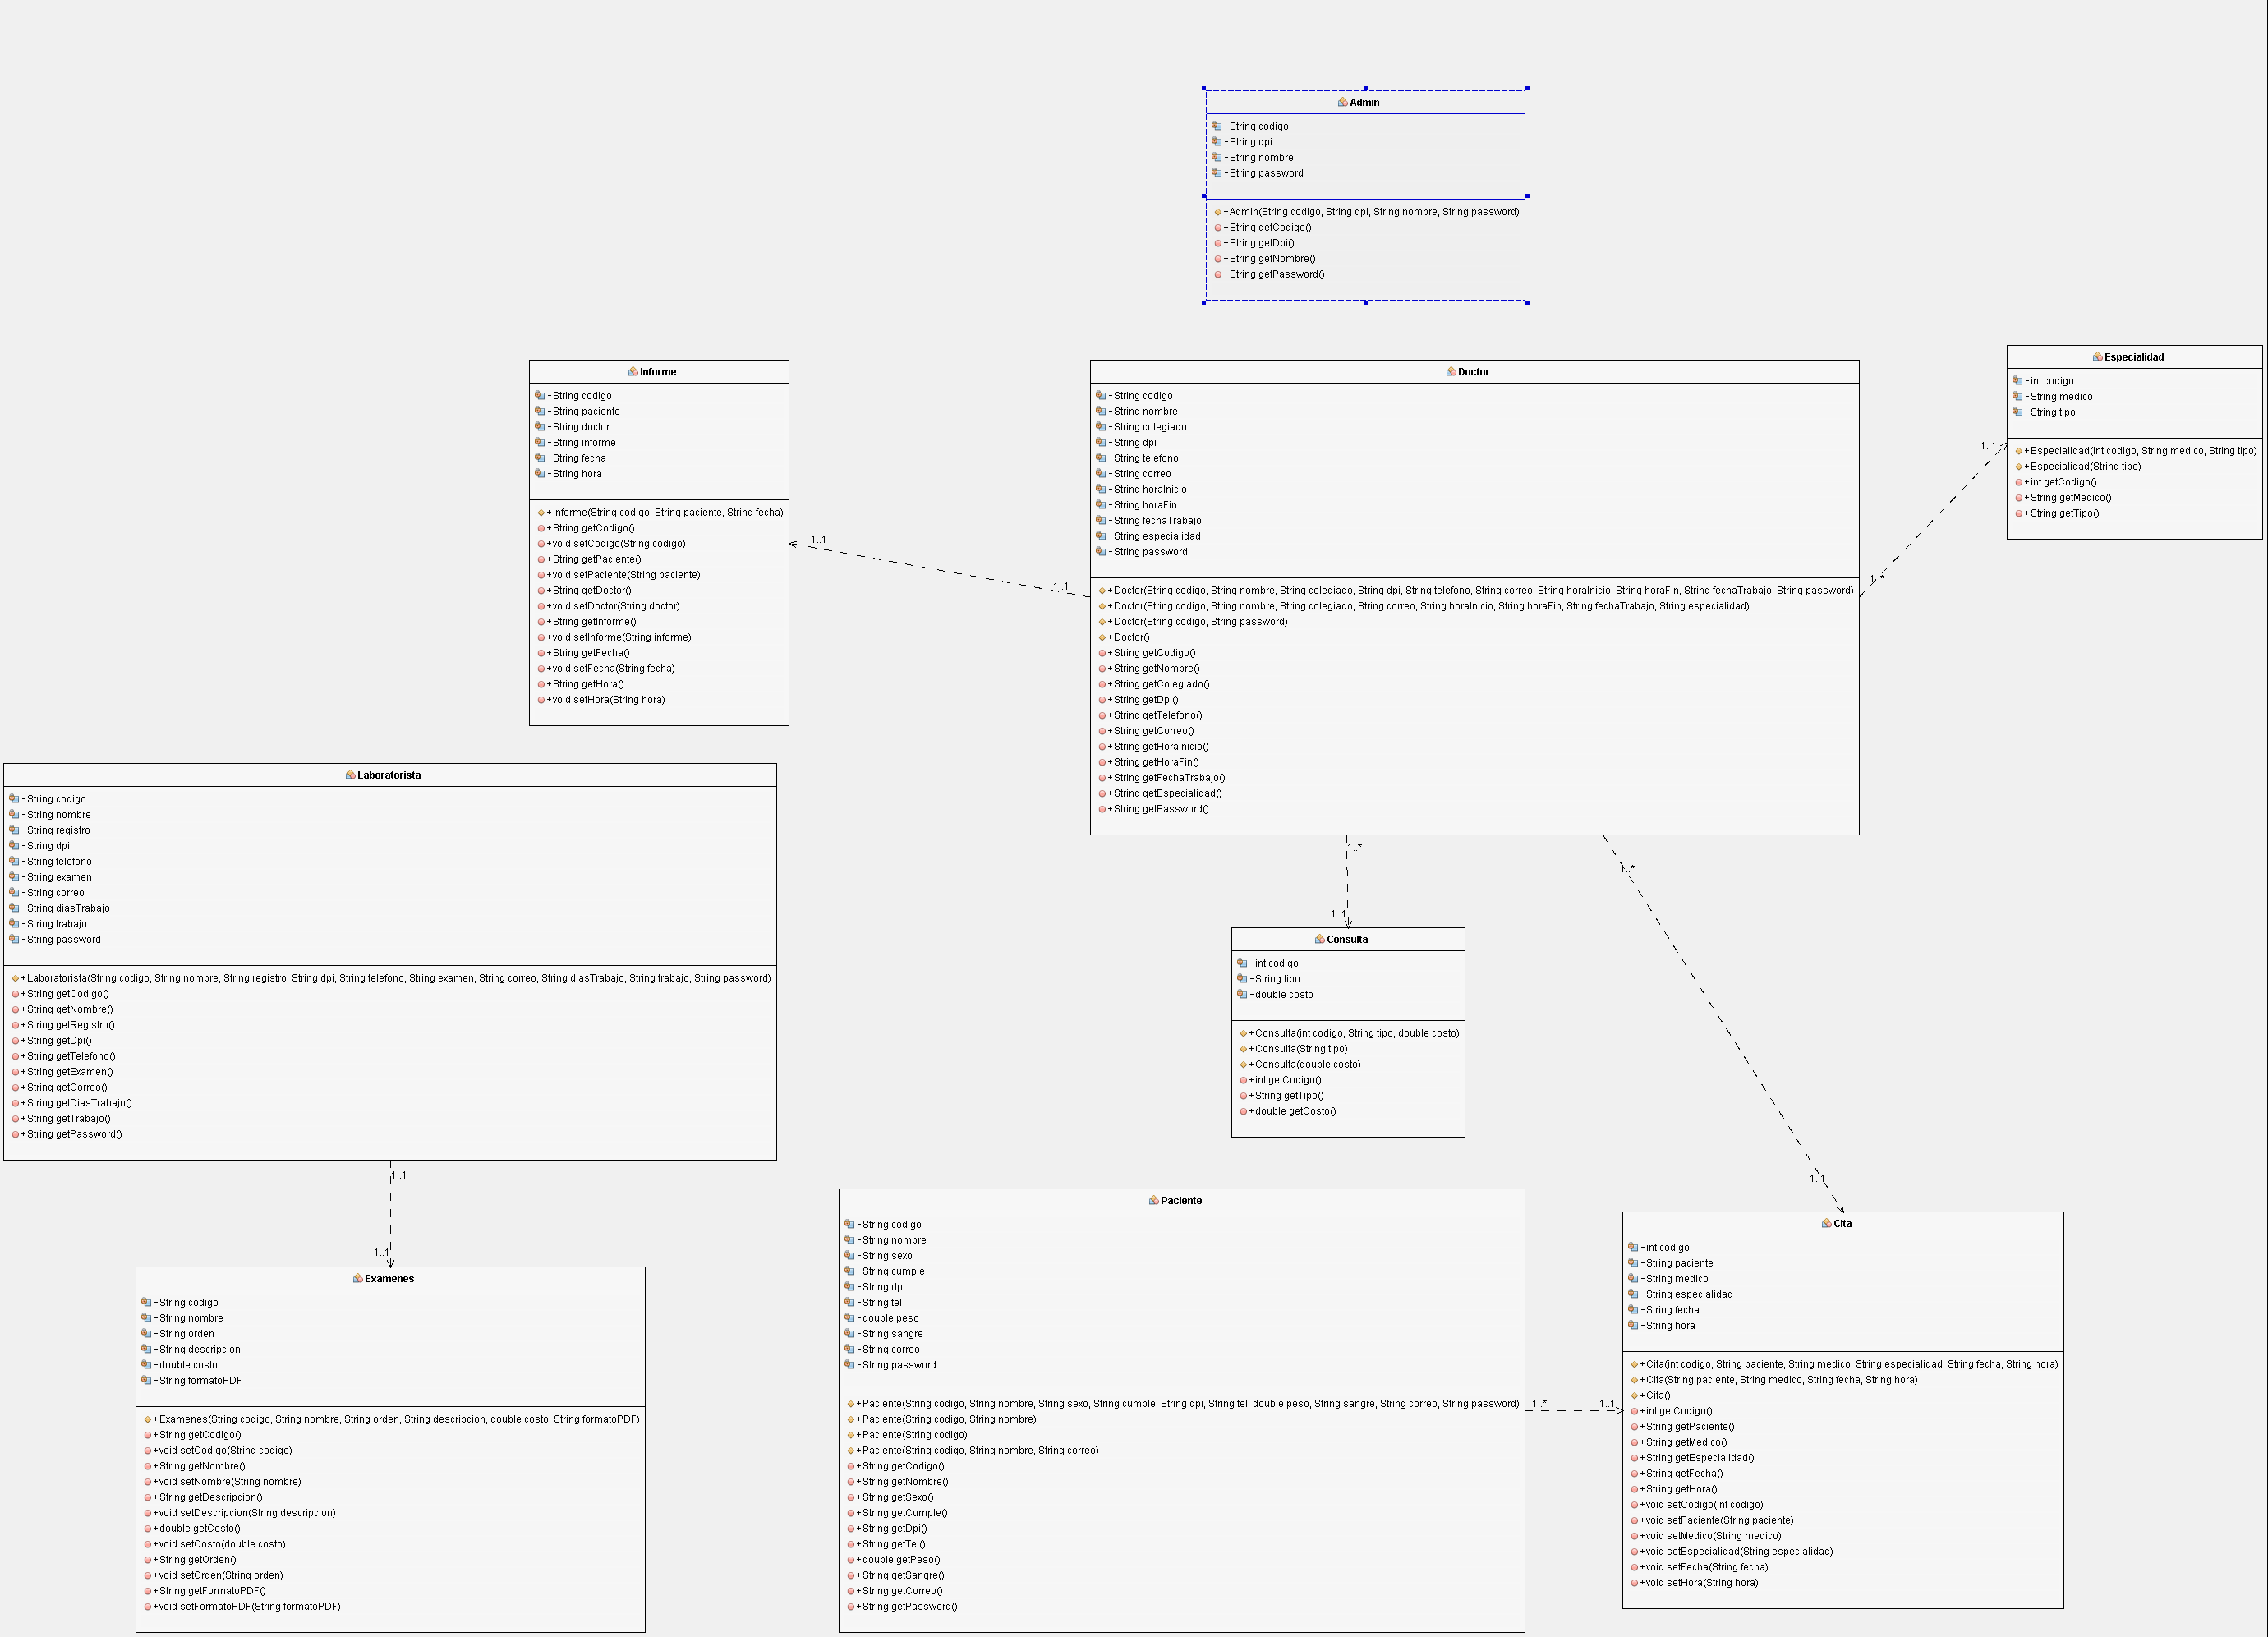 Admin
-String codigo
-String dpi
-String nombre
-String password
+Admin(String codigo, String dpi, String nombre, String password)
+String getCodigo()
+String getDpi()
+String getNombre()
+String getPassword()
Informe
-String codigo
-String paciente
-String doctor
-String informe
-String fecha
-String hora
+Informe(String codigo, String paciente, String fecha)
+String getCodigo()
+void setCodigo(String codigo)
+String getPaciente()
+void setPaciente(String paciente)
+String getDoctor()
+void setDoctor(String doctor)
+String getInforme()
+void setInforme(String informe)
+String getFecha()
+void setFecha(String fecha)
+String getHora()
+void setHora(String hora)
1..1
1..1
Doctor
-String codigo
-String nombre
-String colegiado
-String dpi
-String telefono
-String correo
-String horaInicio
-String horaFin
-String fechaTrabajo
-String especialidad
-String password
+Doctor(String codigo, String nombre, String colegiado, String dpi, String telefono, String correo, String horaInicio, String horaFin, String fechaTrabajo, String password)
+Doctor(String codigo, String nombre, String colegiado, String correo, String horaInicio, String horaFin, String fechaTrabajo, String especialidad)
+Doctor(String codigo, String password)
+Doctor()
+String getCodigo()
+String getNombre()
+String getColegiado()
+String getDpi()
+String getTelefono()
+String getCorreo()
+String getHoraInicio()
+String getHoraFin()
+String getFechaTrabajo()
+String getEspecialidad()
+String getPassword()
1..1
1..*
Especialidad
-int codigo
-String medico
-String tipo
+Especialidad(int codigo, String medico, String tipo)
+Especialidad(String tipo)
+int getCodigo()
+String getMedico()
+String getTipo()
Laboratorista
-String codigo
-String nombre
-String registro
-String dpi
-String telefono
-String examen
-String correo
-String diasTrabajo
-String trabajo
-String password
+Laboratorista(String codigo, String nombre, String registro, String dpi, String telefono, String examen, String correo, String diasTrabajo, String trabajo, String password)
+String getCodigo()
+String getNombre()
+String getRegistro()
+String getDpi()
+String getTelefono()
+String getExamen()
+String getCorreo()
+String getDiasTrabajo()
+String getTrabajo()
+String getPassword()
1..1
1..1
1..*
1..1
1..*
1..1
Consulta
-int codigo
-String tipo
-double costo
+Consulta(int codigo, String tipo, double costo)
+Consulta(String tipo)
+Consulta(double costo)
+int getCodigo()
+String getTipo()
+double getCosto()
Examenes
-String codigo
-String nombre
-String orden
-String descripcion
-double costo
-String formatoPDF
+Examenes(String codigo, String nombre, String orden, String descripcion, double costo, String formatoPDF)
+String getCodigo()
+void setCodigo(String codigo)
+String getNombre()
+void setNombre(String nombre)
+String getDescripcion()
+void setDescripcion(String descripcion)
+double getCosto()
+void setCosto(double costo)
+String getOrden()
+void setOrden(String orden)
+String getFormatoPDF()
+void setFormatoPDF(String formatoPDF)
Paciente
-String codigo
-String nombre
-String sexo
-String cumple
-String dpi
-String tel
-double peso
-String sangre
-String correo
-String password
+Paciente(String codigo, String nombre, String sexo, String cumple, String dpi, String tel, double peso, String sangre, String correo, String password)
+Paciente(String codigo, String nombre)
+Paciente(String codigo)
+Paciente(String codigo, String nombre, String correo)
+String getCodigo()
+String getNombre()
+String getSexo()
+String getCumple()
+String getDpi()
+String getTel()
+double getPeso()
+String getSangre()
+String getCorreo()
+String getPassword()
1..*
1..1
Cita
-int codigo
-String paciente
-String medico
-String especialidad
-String fecha
-String hora
+Cita(int codigo, String paciente, String medico, String especialidad, String fecha, String hora)
+Cita(String paciente, String medico, String fecha, String hora)
+Cita()
+int getCodigo()
+String getPaciente()
+String getMedico()
+String getEspecialidad()
+String getFecha()
+String getHora()
+void setCodigo(int codigo)
+void setPaciente(String paciente)
+void setMedico(String medico)
+void setEspecialidad(String especialidad)
+void setFecha(String fecha)
+void setHora(String hora)